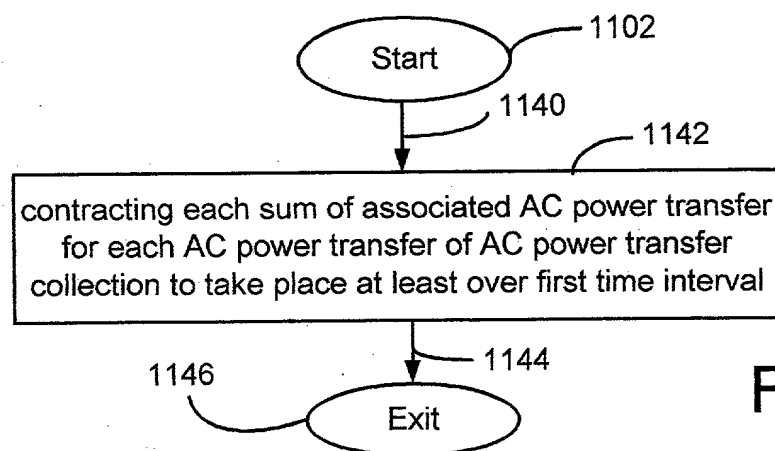 1102
Start
1140
1142
contracting each sum of associated AC power transfer
for each AC power transfer of AC power transfer
collection to take place at least over first time interval
1144
1146
Exit